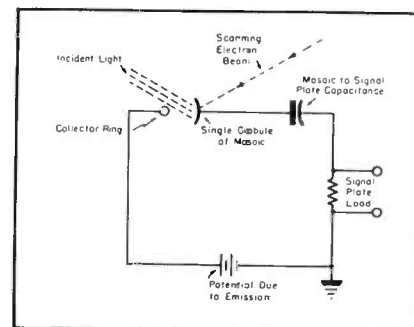 Scanning
Electron
Beam
Incident Light
Mosaic to Signal
Plate Capacitance
Collector Ring
Single Globule
of Mosaic
Signal
Plate
Load
Potential Due
to Emission